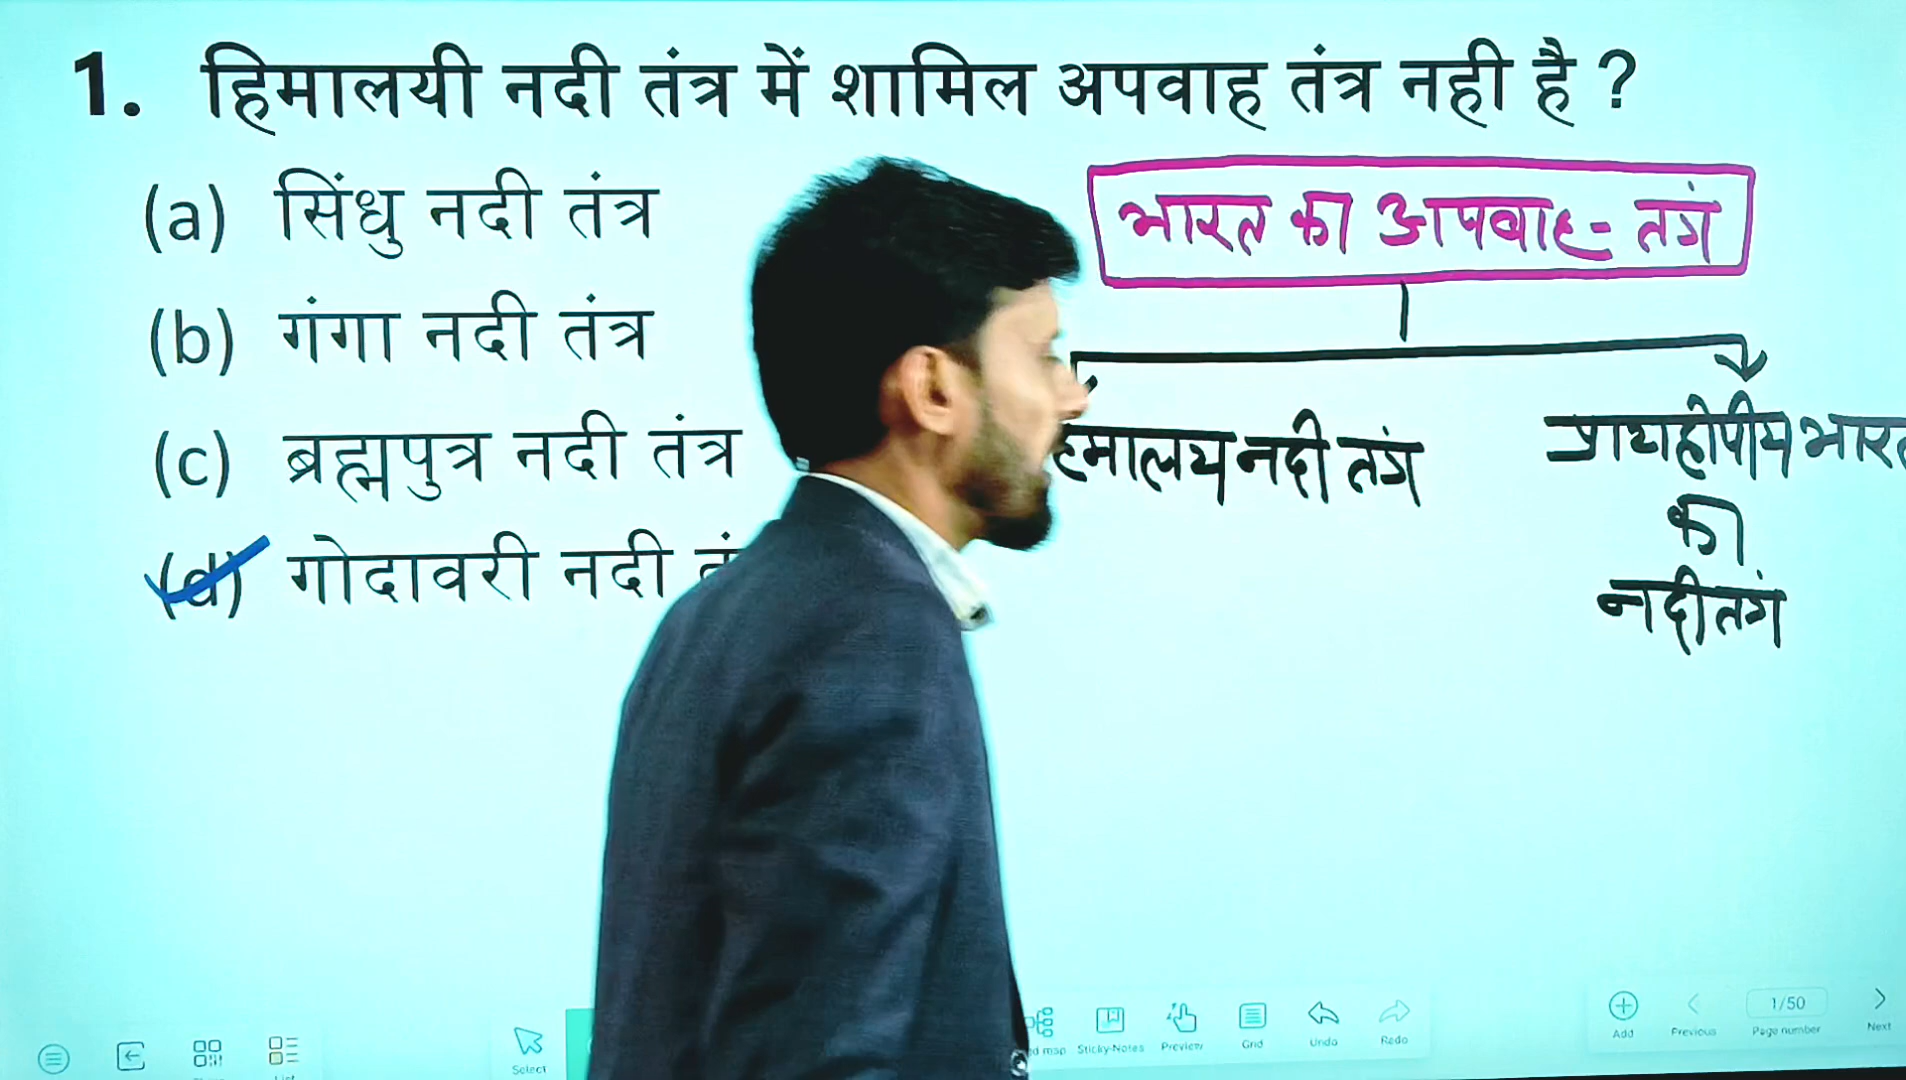 1. हिमालयी नदी तंत्र में शामिल अपवाह तंत्र नही है ?
(a) सिंधु नदी तंत्र
(b) गंगा नदी तंत्र
(c) ब्रह्मपुत्र नदी तंत्र
(d) गोदावरी नदी
भारत का अपवाह- तंत्र
हिमालय नदी तंत्र
प्रायद्वीपीय भारत
का
नदी तंत्र
Select
Sticky-Notes
Preview
Grid
Undo
Redo
Add
Previous
1/50
Page number
Next